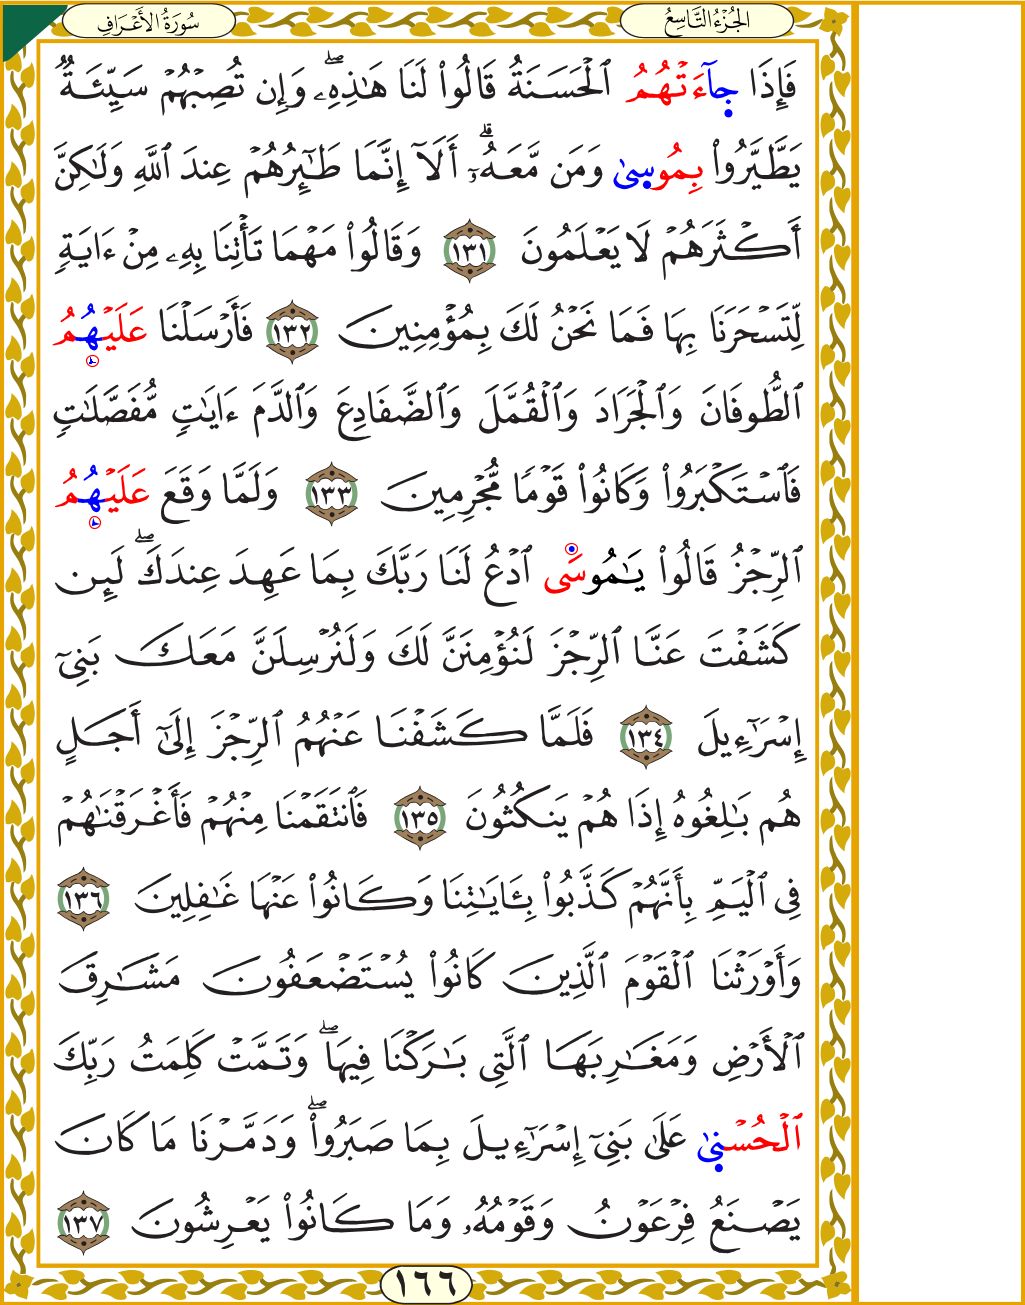 الجُزْءُ التَّاسِعُ
سُورَةُ الأَعْرَافِ
فَإِذَا جَآءَتْهُمُ ٱلْحَسَنَةُ قَالُوا۟ لَنَا هَٰذِهِۦۖ وَإِن تُصِبْهُمْ سَيِّئَةٌ
يَطَّيَّرُوا۟ بِمُوسىٰ وَمَن مَّعَهُۥٓۗ أَلَآ إِنَّمَا طَٰٓئِرُهُمْ عِندَ ٱللَّهِ وَلَٰكِنَّ
أَكْثَرَهُمْ لَا يَعْلَمُونَ ١٣١ وَقَالُوا۟ مَهْمَا تَأْتِنَا بِهِۦ مِنْ ءَايَةٍ
لِّتَسْحَرَنَا بِهَا فَمَا نَحْنُ لَكَ بِمُؤْمِنِينَ ١٣٢ فَأَرْسَلْنَا عَلَيْهُمُ
ٱلطُّوفَانَ وَٱلْجَرَادَ وَٱلْقُمَّلَ وَٱلضَّفَادِعَ وَٱلدَّمَ ءَايَٰتٍ مُّفَصَّلَٰتٍ
فَٱسْتَكْبَرُوا۟ وَكَانُوا۟ قَوْمًا مُّجْرِمِينَ ١٣٣ وَلَمَّا وَقَعَ عَلَيْهُمُ
ٱلرِّجْزُ قَالُوا۟ يَٰمُوسَى ٱدْعُ لَنَا رَبَّكَ بِمَا عَهِدَ عِندَكَۖ لَئِن
كَشَفْتَ عَنَّا ٱلرِّجْزَ لَنُؤْمِنَنَّ لَكَ وَلَنُرْسِلَنَّ مَعَكَ بَنِىٓ
إِسْرَٰٓءِيلَ ١٣٤ فَلَمَّا كَشَفْنَا عَنْهُمُ ٱلرِّجْزَ إِلَىٰٓ أَجَلٍ
هُم بَٰلِغُوهُ إِذَا هُمْ يَنكُثُونَ ١٣٥ فَٱنتَقَمْنَا مِنْهُمْ فَأَغْرَقْنَٰهُمْ
فِى ٱلْيَمِّ بِأَنَّهُمْ كَذَّبُوا۟ بِـَٔايَٰتِنَا وَكَانُوا۟ عَنْهَا غَٰفِلِينَ ١٣٦
وَأَوْرَثْنَا ٱلْقَوْمَ ٱلَّذِينَ كَانُوا۟ يُسْتَضْعَفُونَ مَشَٰرِقَ
ٱلْأَرْضِ وَمَغَٰرِبَهَا ٱلَّتِى بَٰرَكْنَا فِيهَاۖ وَتَمَّتْ كَلِمَتُ رَبِّكَ
ٱلْحُسْنىٰ عَلَىٰ بَنِىٓ إِسْرَٰٓءِيلَ بِمَا صَبَرُوا۟ۖ وَدَمَّرْنَا مَا كَانَ
يَصْنَعُ فِرْعَوْنُ وَقَوْمُهُۥ وَمَا كَانُوا۟ يَعْرِشُونَ ١٣٧
١٦٦